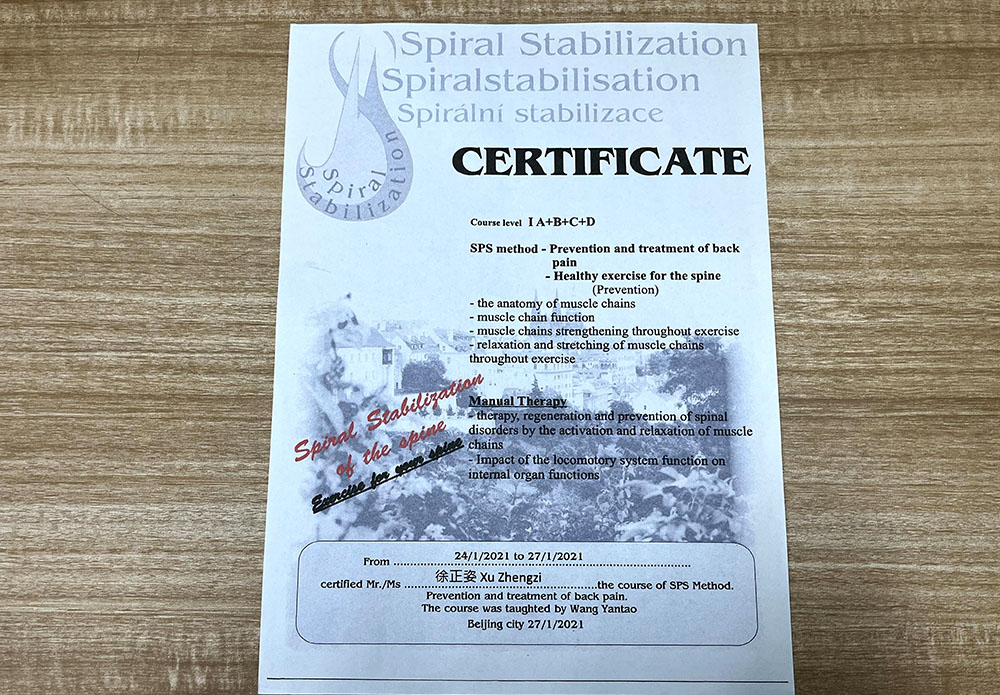 Spiral Stabilization
Spiralstabilisation
Spirální stabilizace
Spiral
Stabilization
CERTIFICATE
Course level I A+B+C+D
SPS method - Prevention and treatment of back
pain
- Healthy exercise for the spine
(Prevention)
- the anatomy of muscle chains
- muscle chain function
- muscle chains strengthening throughout exercise
- relaxation and stretching of muscle chains
throughout exercise
Spiral Stabilization
of the spine
Exercise for your spine
Manual Therapy
- therapy, regeneration and prevention of spinal
disorders by the activation and relaxation of muscle
chains
- Impact of the locomotory system function on
internal organ functions
From 24/1/2021 to 27/1/2021
certified Mr./Ms 徐正姿 Xu Zhengzi the course of SPS Method.
Prevention and treatment of back pain.
The course was taughted by Wang Yantao
Beijing city 27/1/2021